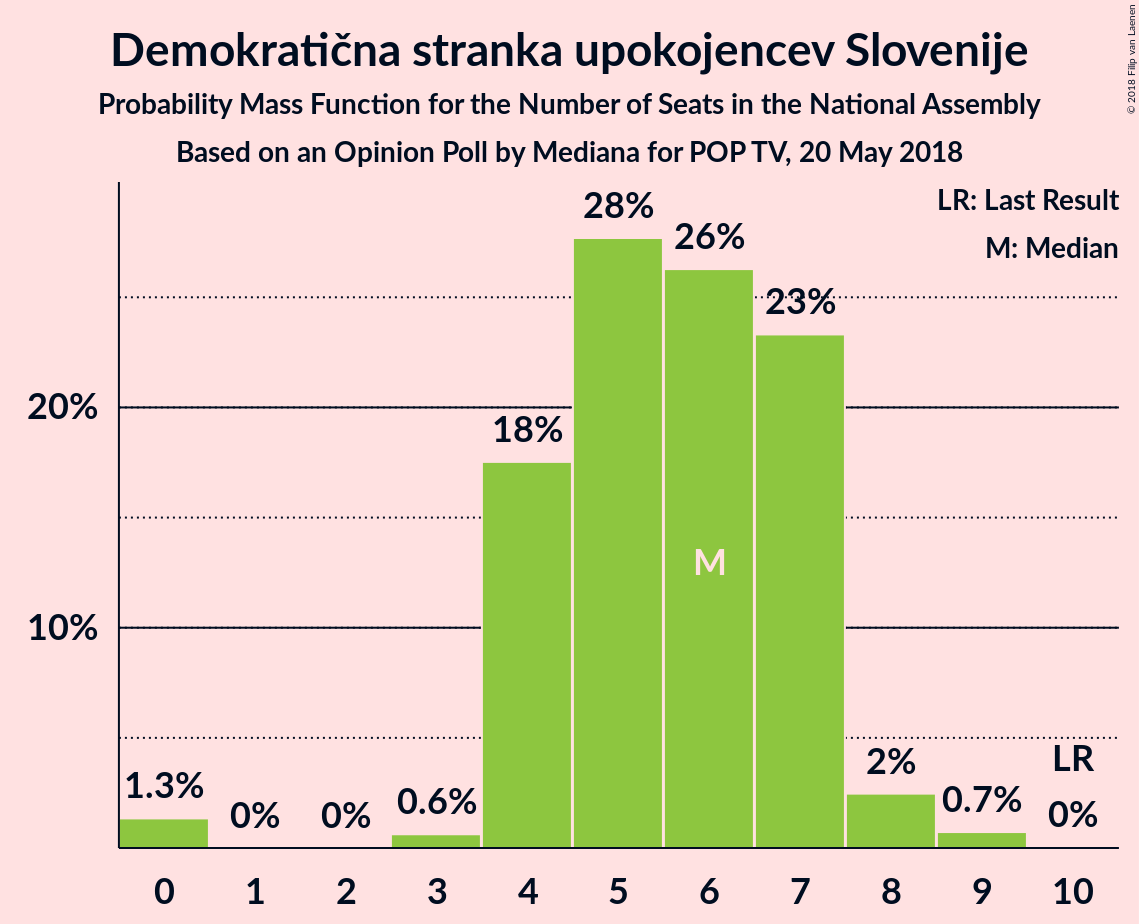 Demokratična stranka upokojencev Slovenije
Probability Mass Function for the Number of Seats in the National Assembly
Based on an Opinion Poll by Mediana for POP TV, 20 May 2018
© 2018 Filip van Laenen
LR: Last Result
M: Median
28%
26%
23%
20%
18%
M
10%
LR
1.3%
0%
0%
0.6%
2%
0.7%
0%
0 1 2 3 4 5 6 7 8 9 10